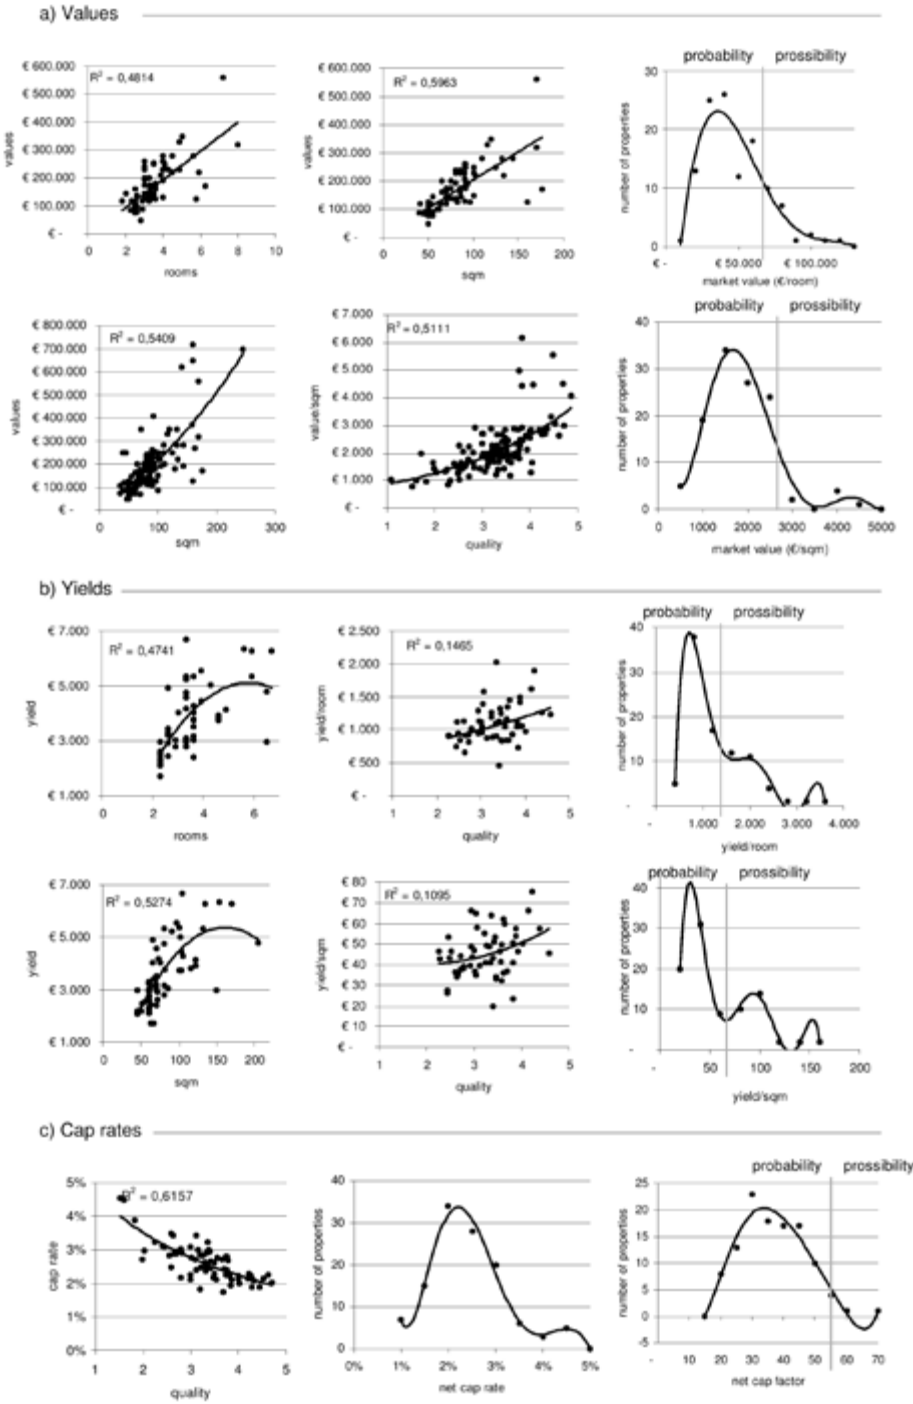 a) Values
€ 600.000
€ 500.000
€ 400.000
€ 300.000
€ 200.000
€ 100.000
€ -
values
R² = 0,4814
0 2 4 6 8 10
rooms
€ 600.000
€ 500.000
€ 400.000
€ 300.000
€ 200.000
€ 100.000
€ -
values
R² = 0,5963
0 50 100 150 200
sqm
probability prossibility
30
20
10
0
number of properties
€ - € 50.000 € 100.000
market value (€/room)
€ 800.000
€ 700.000
€ 600.000
€ 500.000
€ 400.000
€ 300.000
€ 200.000
€ 100.000
€ -
values
R² = 0,5409
0 100 200 300
sqm
€ 7.000
€ 6.000
€ 5.000
€ 4.000
€ 3.000
€ 2.000
€ 1.000
€ -
value/sqm
R² = 0,5111
1 2 3 4 5
quality
probability prossibility
40
30
20
10
0
number of properties
0 1000 2000 3000 4000 5000
market value (€/sqm)
b) Yields
€ 7.000
€ 5.000
€ 3.000
€ 1.000
yield
R² = 0,4741
0 2 4 6
rooms
€ 2.500
€ 2.000
€ 1.500
€ 1.000
€ 500
€ -
yield/room
R² = 0,1465
1 2 3 4 5
quality
probability prossibility
40
30
20
10
-
number of properties
- 1.000 2.000 3.000 4.000
yield/room
€ 7.000
€ 5.000
€ 3.000
€ 1.000
yield
R² = 0,5274
0 50 100 150 200
sqm
€ 80
€ 70
€ 60
€ 50
€ 40
€ 30
€ 20
€ 10
€ -
yield/sqm
R² = 0,1095
1 2 3 4 5
quality
probability prossibility
40
30
20
10
-
number of properties
- 50 100 150 200
yield/sqm
c) Cap rates
5%
4%
3%
2%
1%
0%
cap rate
R² = 0,6157
1 2 3 4 5
quality
40
30
20
10
0
number of properties
0% 1% 2% 3% 4% 5%
net cap rate
probability prossibility
25
20
15
10
5
0
-5
number of properties
- 10 20 30 40 50 60 70
net cap factor